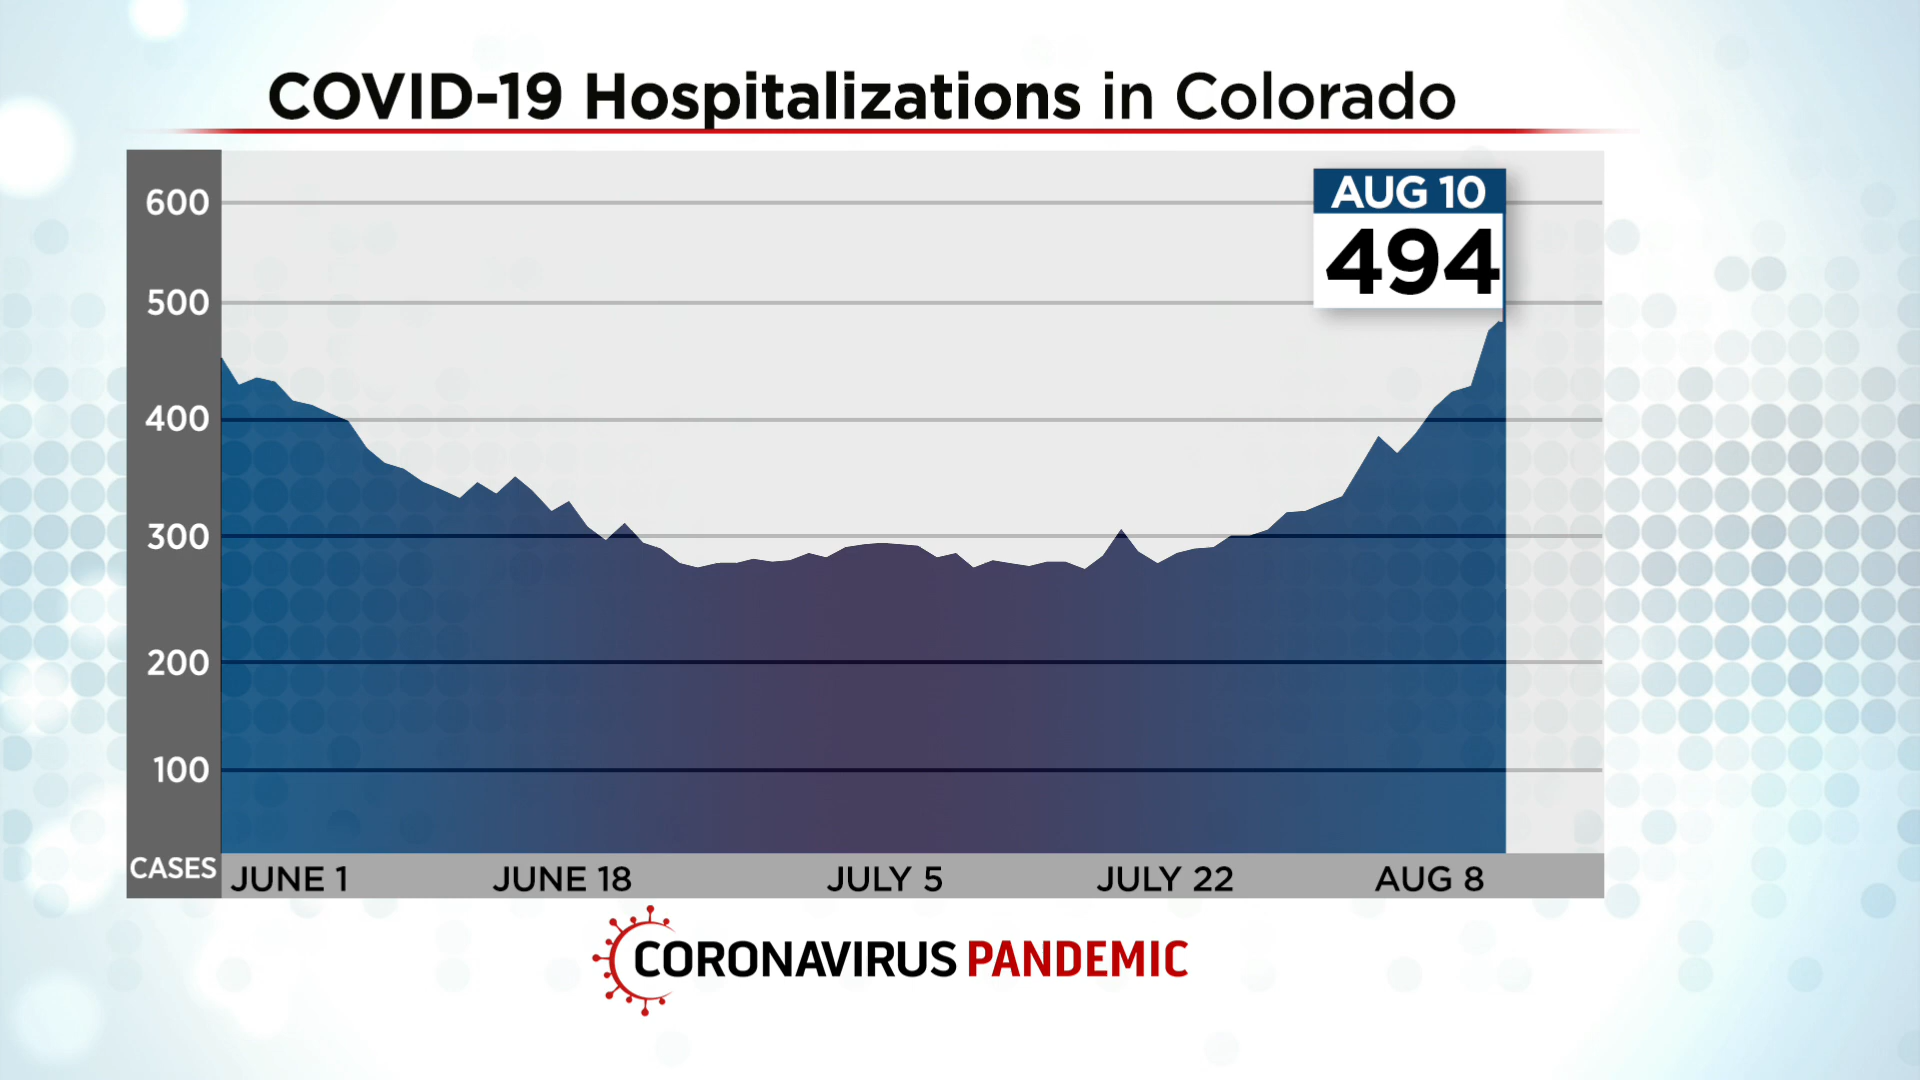 COVID-19 Hospitalizations in Colorado
AUG 10
494
600
500
400
300
200
100
CASES
JUNE 1 JUNE 18 JULY 5 JULY 22 AUG 8
CORONAVIRUS PANDEMIC